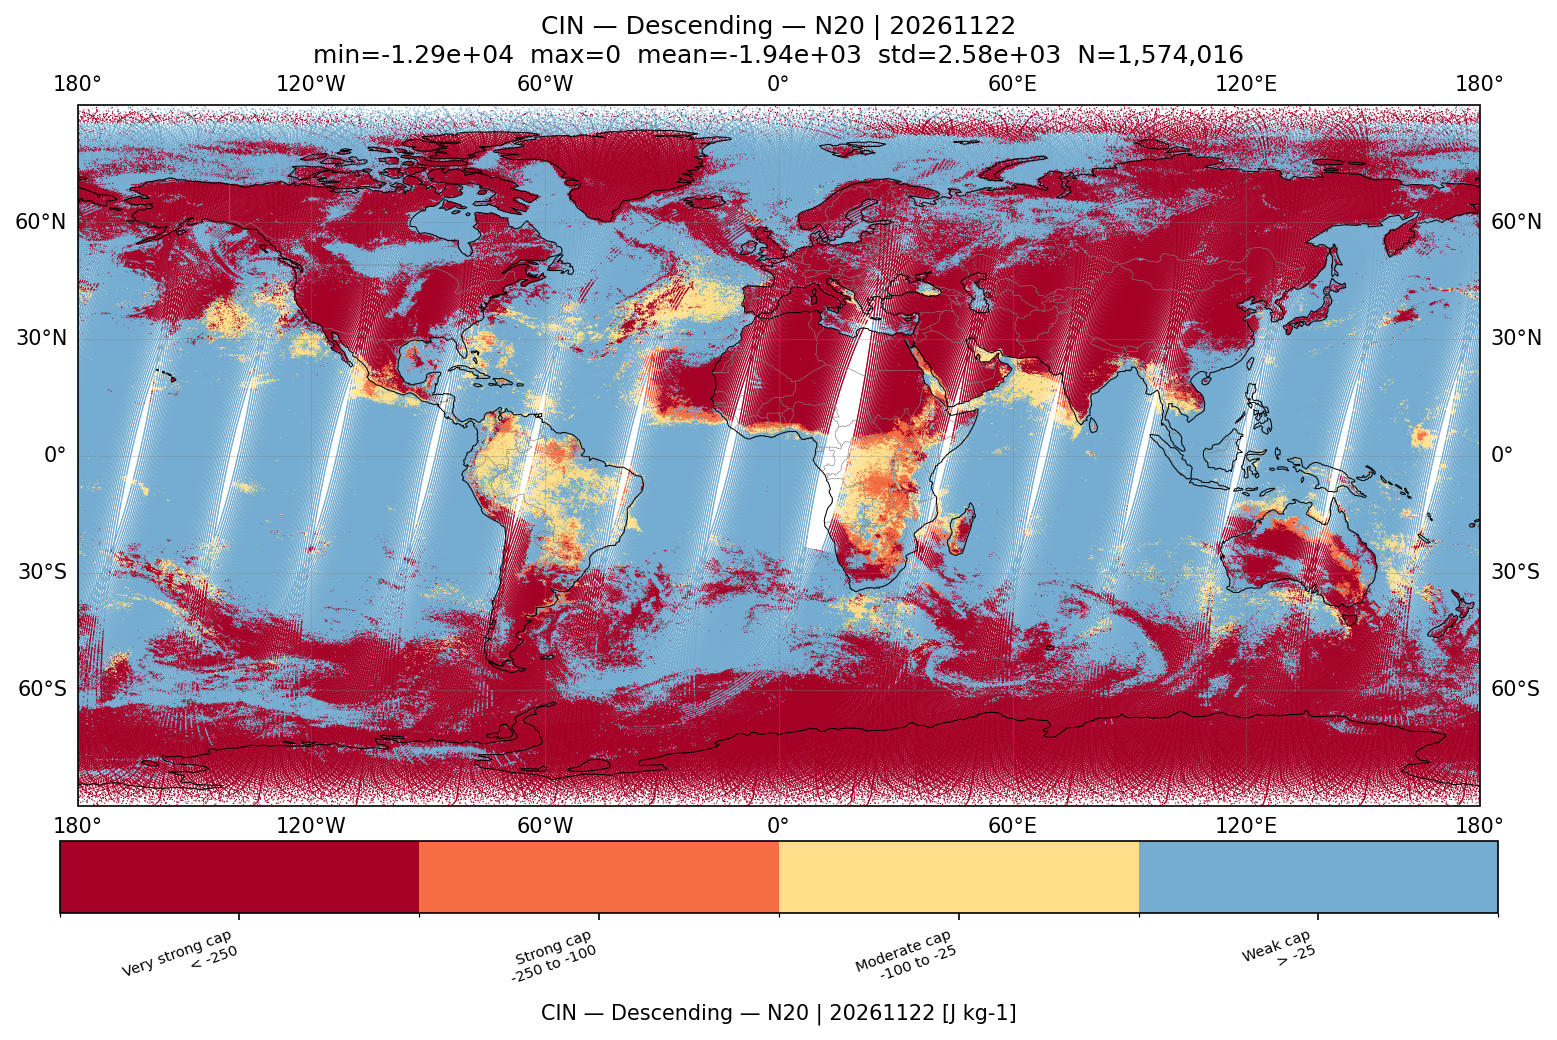 CIN — Descending — N20 | 20261122
min=-1.29e+04 max=0 mean=-1.94e+03 std=2.58e+03 N=1,574,016
180° 120°W 60°W 0° 60°E 120°E 180°
60°N 60°N
30°N 30°N
0° 0°
30°S 30°S
60°S 60°S
180° 120°W 60°W 0° 60°E 120°E 180°
Very strong cap
< -250
Strong cap
-250 to -100
Moderate cap
-100 to -25
Weak cap
> -25
CIN — Descending — N20 | 20261122 [J kg-1]